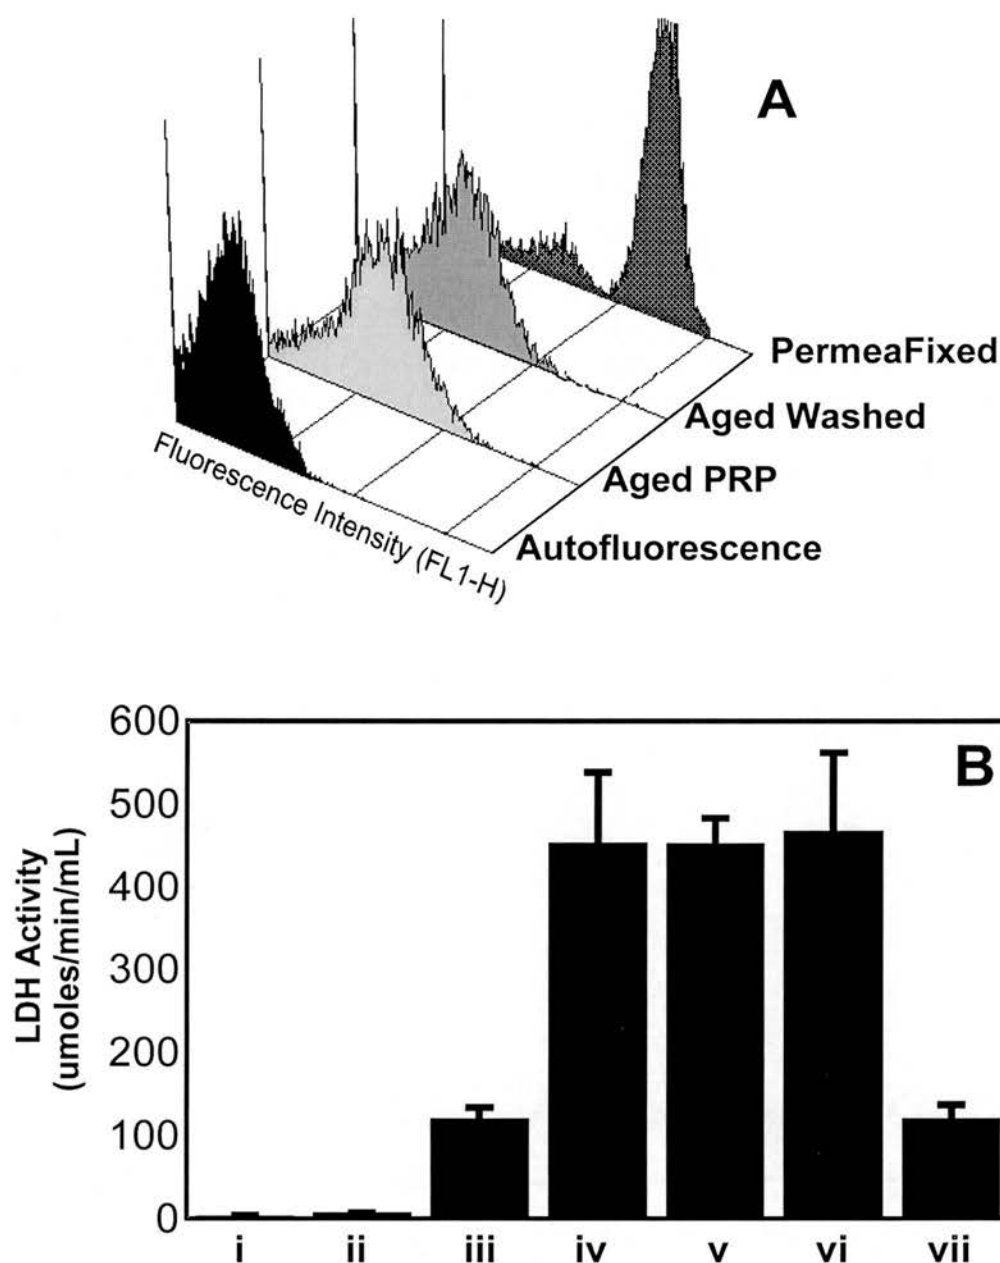 A
PermeaFixed
Aged Washed
Aged PRP
Autofluorescence
Fluorescence Intensity (FL1-H)
B
LDH Activity
(umoles/min/mL)
600
500
400
300
200
100
0
i ii iii iv v vi vii